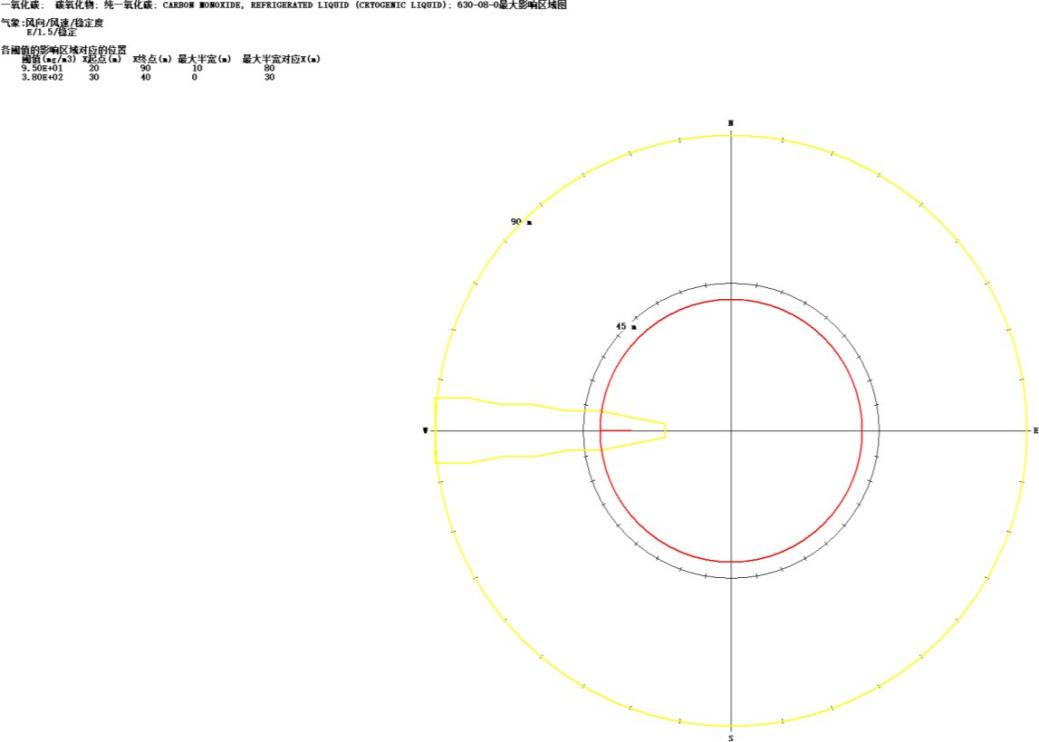 一氧化碳; 碳氧化物; 纯一氧化碳; CARBON MONOXIDE, REFRIGERATED LIQUID (CRYOGENIC LIQUID); 630-08-0最大影响区域图
气象:风向/风速/稳定度
E/1.5/稳定
各阈值的影响区域对应的位置
阈值(mg/m3) X起点(m) X终点(m) 最大半宽(m) 最大半宽对应X(m)
9.50E+01 20 90 10 80
3.80E+02 30 40 0 30
N
90 m
45 m
W
E
S